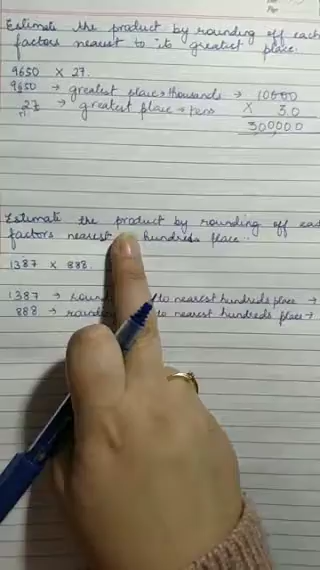 Estimate the product by rounding off each
factors nearest to its greatest place.
9650 × 27.
9650 → greatest place → thousands → 10000
27 → greatest place → tens × 30
300000
Estimate the product by rounding off each
factors nearest hundreds place.
1387 × 888.
1387 → to nearest hundreds place →
888 → to nearest hundreds place →